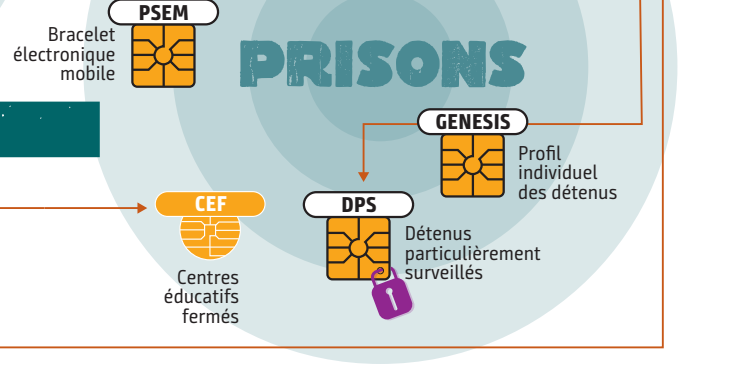 PSEM
Bracelet
électronique
mobile
PRISONS
GENESIS
Profil
individuel
des détenus
CEF
Centres
éducatifs
fermés
DPS
Détenus
particulièrement
surveillés